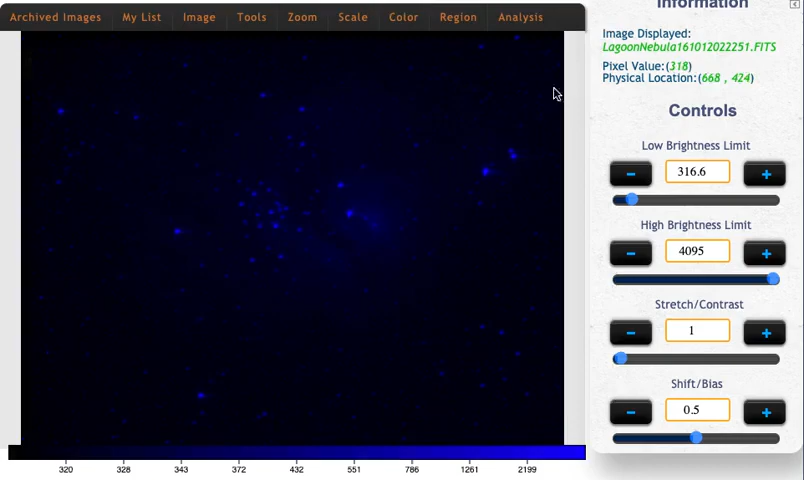 Information
Archived Images My List Image Tools Zoom Scale Color Region Analysis
Image Displayed:
LagoonNebula161012022251.FITS
Pixel Value:(318)
Physical Location:(668 , 424)
Controls
Low Brightness Limit
− 316.6 +
High Brightness Limit
− 4095 +
Stretch/Contrast
− 1 +
Shift/Bias
− 0.5 +
320 328 343 372 432 551 786 1261 2199